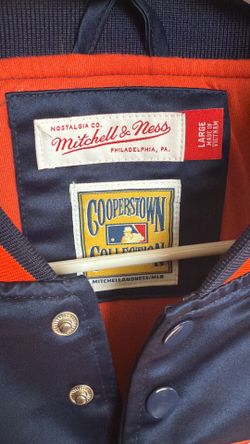 NOSTALGIA CO.
Mitchell & Ness
PHILADELPHIA, PA.
LARGE
MADE IN
VIETNAM
COOPERSTOWN
COLLECTION
MITCHELLANDNESS/MLB